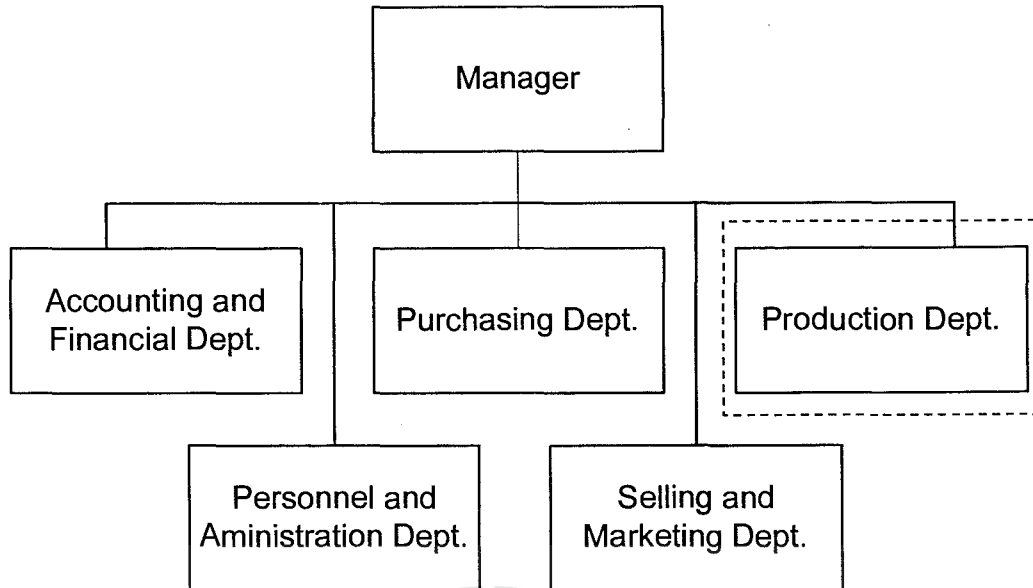 Manager
Accounting and
Financial Dept.
Purchasing Dept.
Production Dept.
Personnel and
Aministration Dept.
Selling and
Marketing Dept.